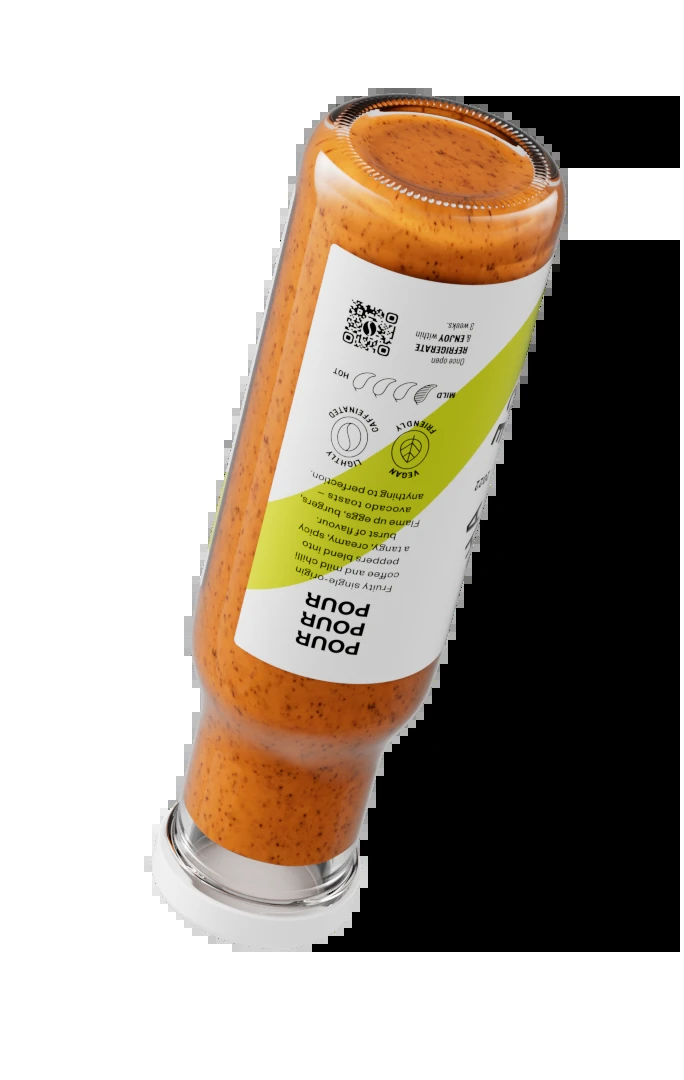 POUR
POUR
POUR
Fruity single-origin
coffee and mild chilli
peppers blend into
a tangy, creamy, spicy
burst of flavour.
Flame up eggs, burgers,
avocado toasts –
anything to perfection.
VEGAN
FRIENDLY
LIGHTLY
CAFFEINATED
MILD
HOT
Once open
REFRIGERATE
& ENJOY within
3 weeks.